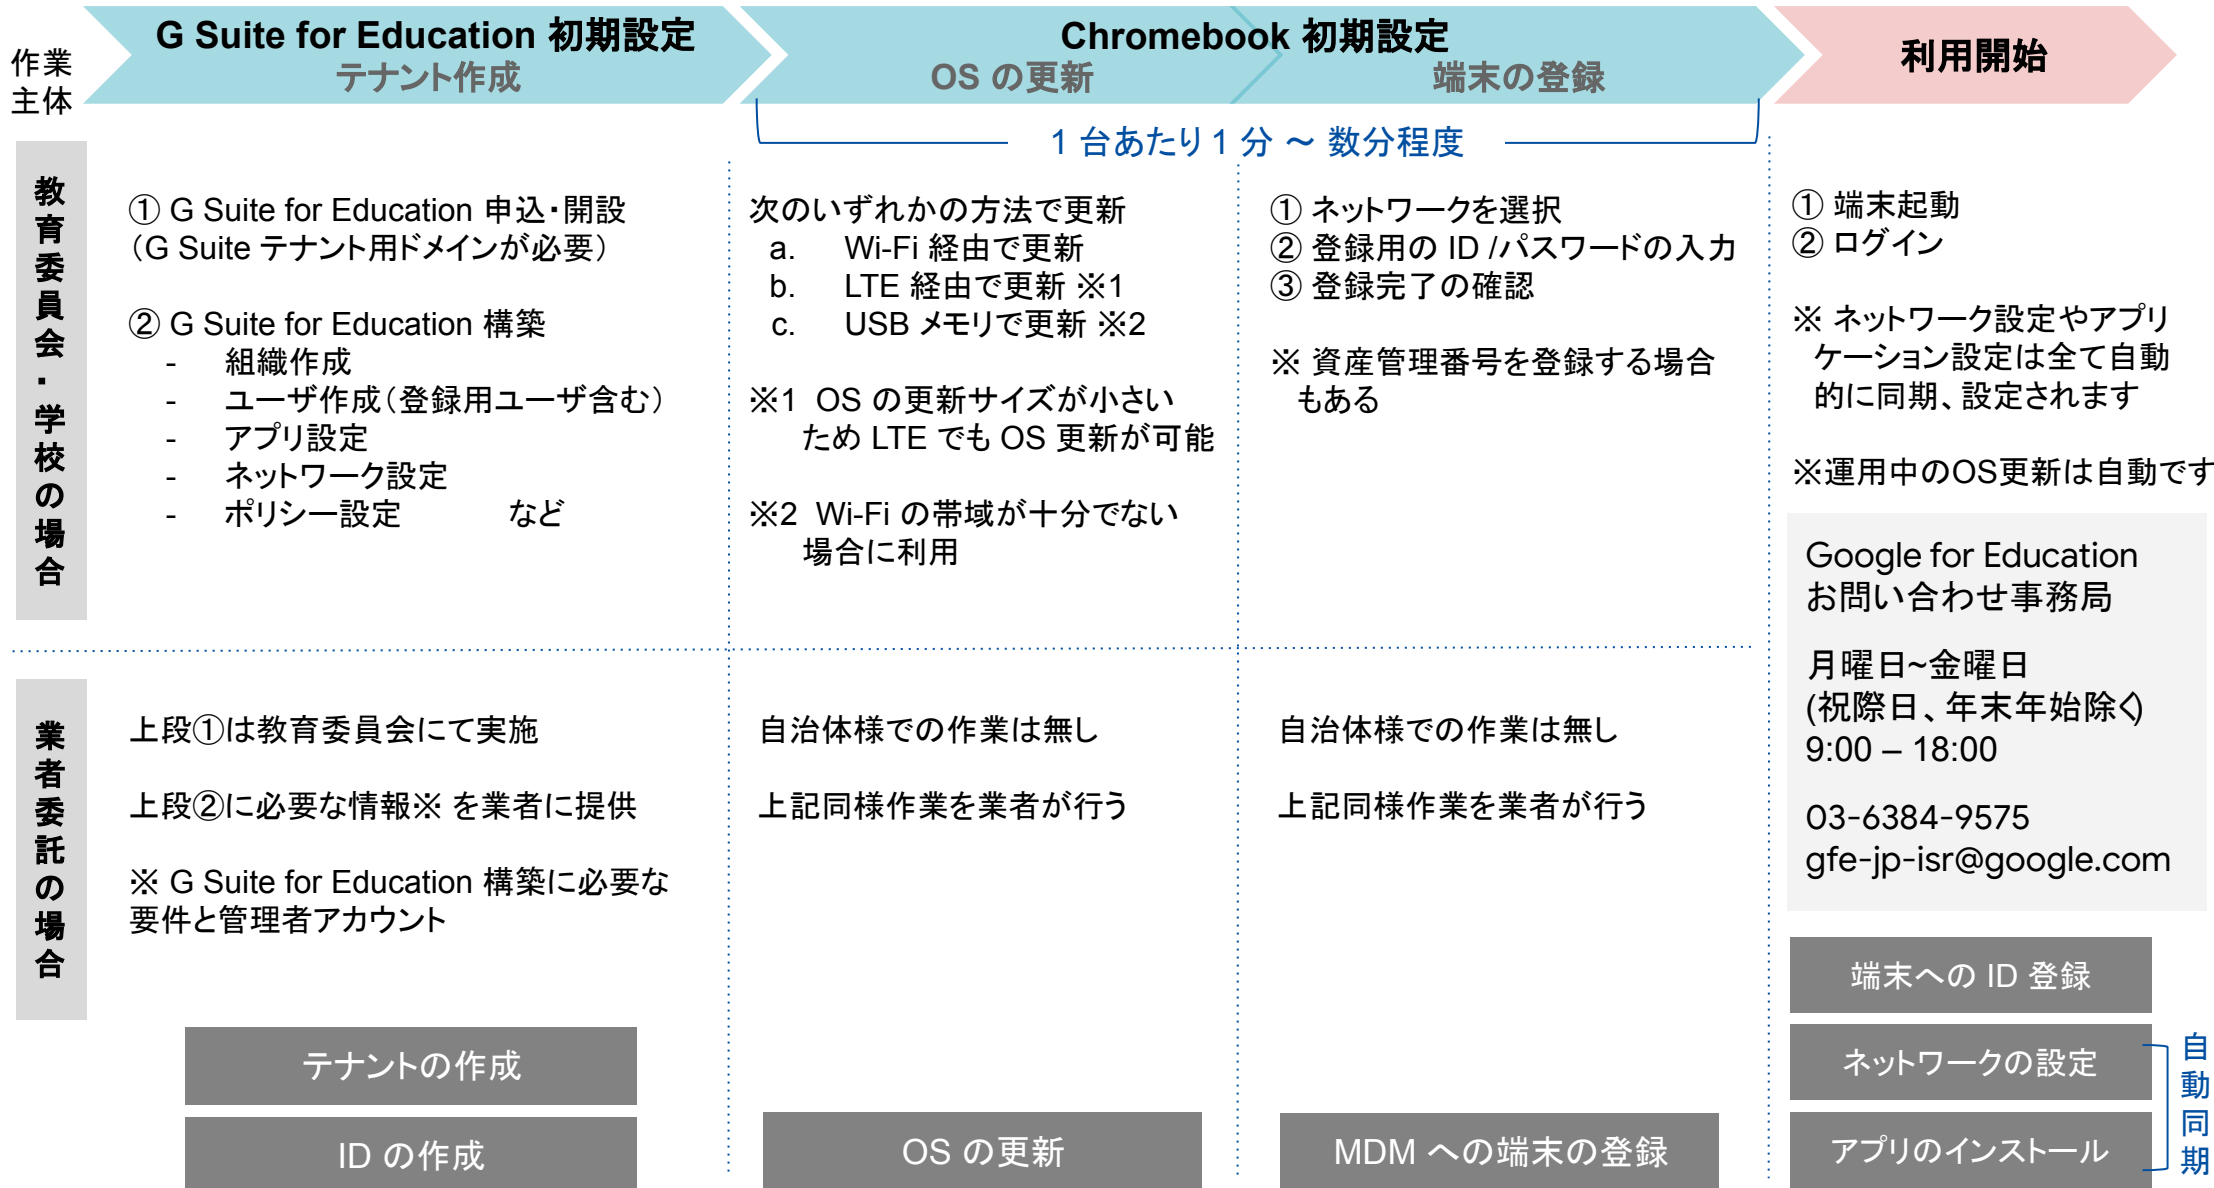 作業
主体
G Suite for Education 初期設定
テナント作成
Chromebook 初期設定
OS の更新
端末の登録
利用開始
1 台あたり 1 分 ～ 数分程度
教育委員会・学校の場合
① G Suite for Education 申込・開設
（G Suite テナント用ドメインが必要）
② G Suite for Education 構築
- 組織作成
- ユーザ作成（登録用ユーザ含む）
- アプリ設定
- ネットワーク設定
- ポリシー設定 など
次のいずれかの方法で更新
a. Wi-Fi 経由で更新
b. LTE 経由で更新 ※1
c. USB メモリで更新 ※2
※1 OS の更新サイズが小さい
ため LTE でも OS 更新が可能
※2 Wi-Fi の帯域が十分でない
場合に利用
① ネットワークを選択
② 登録用の ID /パスワードの入力
③ 登録完了の確認
※ 資産管理番号を登録する場合
もある
① 端末起動
② ログイン
※ ネットワーク設定やアプリ
ケーション設定は全て自動
的に同期、設定されます
※運用中のOS更新は自動です
Google for Education
お問い合わせ事務局
月曜日~金曜日
(祝際日、年末年始除く)
9:00 – 18:00
03-6384-9575
gfe-jp-isr@google.com
業者委託の場合
上段①は教育委員会にて実施
上段②に必要な情報※ を業者に提供
※ G Suite for Education 構築に必要な
要件と管理者アカウント
自治体様での作業は無し
上記同様作業を業者が行う
自治体様での作業は無し
上記同様作業を業者が行う
テナントの作成
ID の作成
OS の更新
MDM への端末の登録
端末への ID 登録
ネットワークの設定
アプリのインストール
自動同期